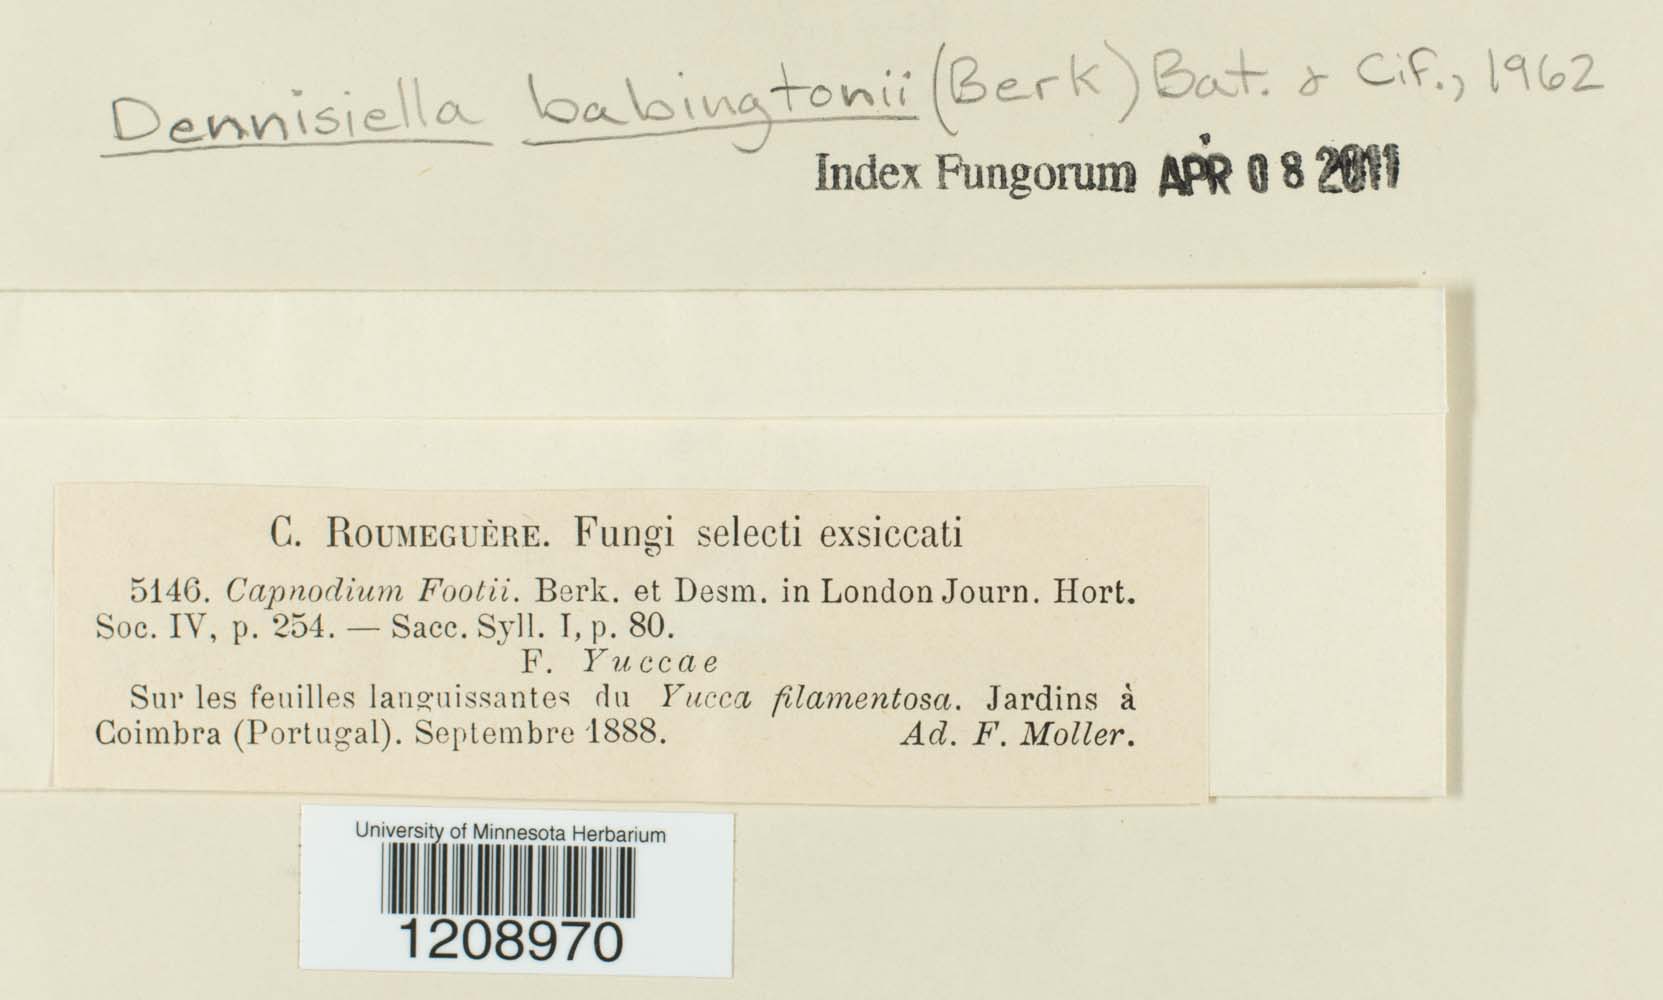 Dennisiella babingtonii (Berk) Bat. & Cif., 1962
Index Fungorum APR 08 2011
C. ROUMEGUÈRE. Fungi selecti exsiccati
5146. Capnodium Footii. Berk. et Desm. in London Journ. Hort.
Soc. IV, p. 254. — Sacc. Syll. I, p. 80.
F. Yuccae
Sur les feuilles languissantes du Yucca filamentosa. Jardins à
Coimbra (Portugal). Septembre 1888. Ad. F. Moller.
University of Minnesota Herbarium
1208970